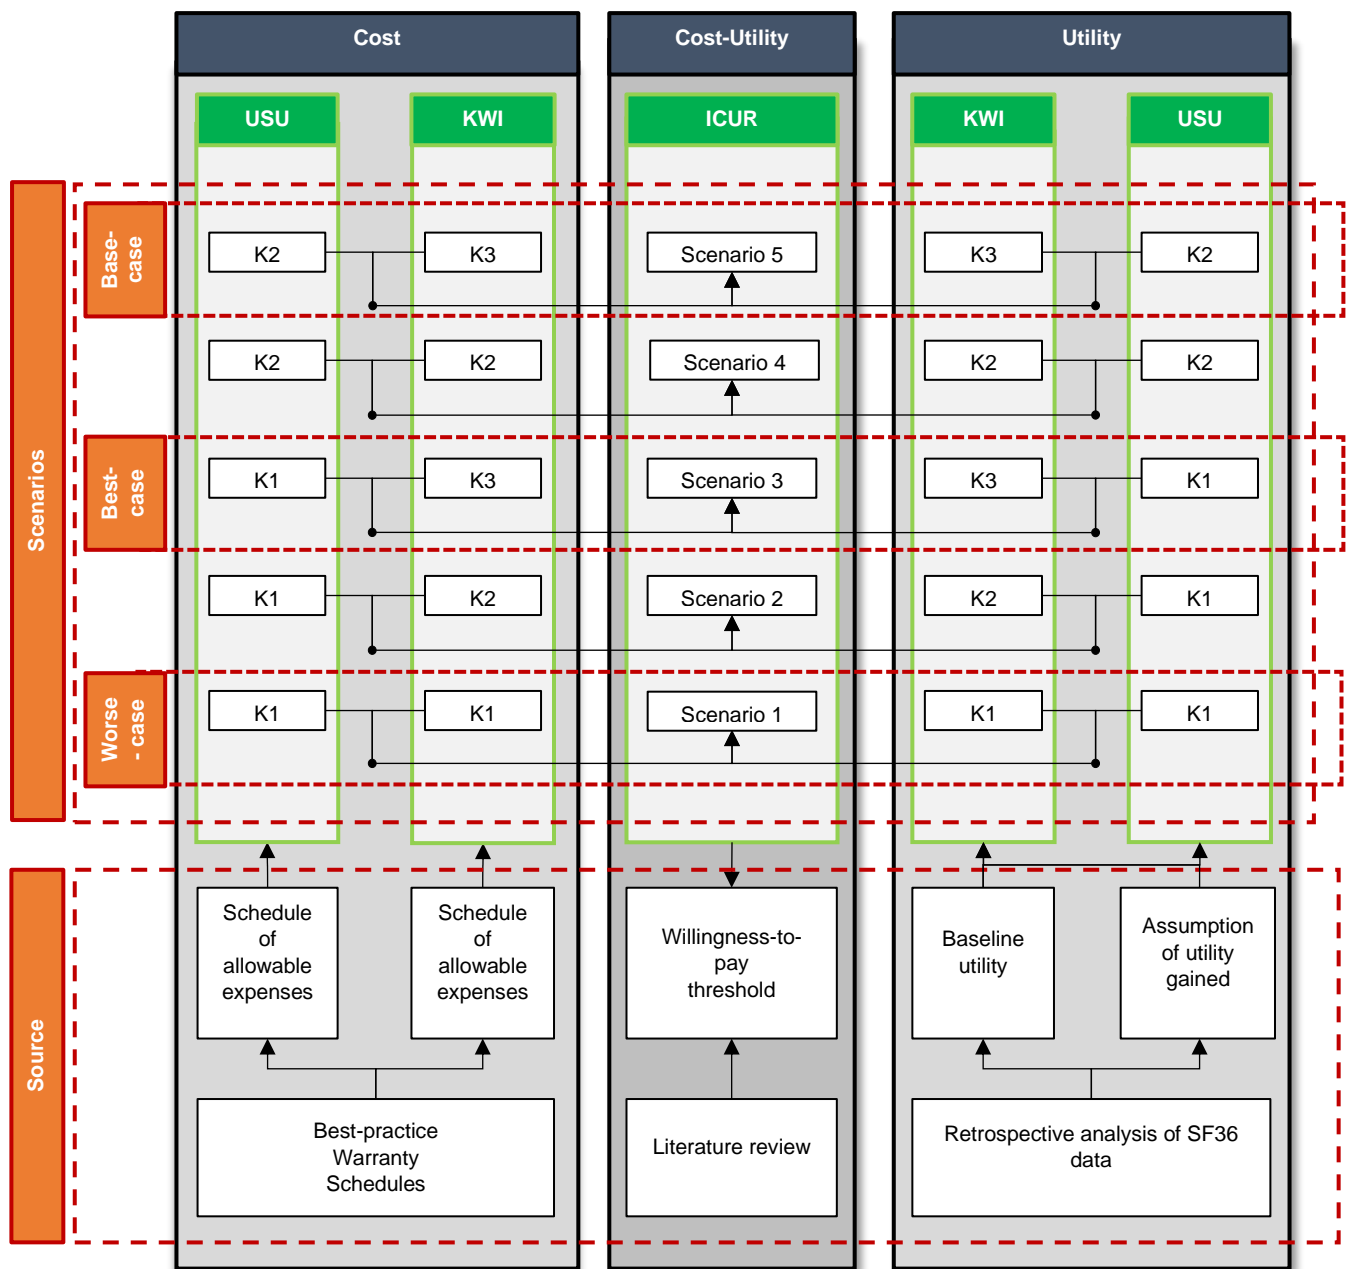 Cost
Cost-Utility
Utility
USU
KWI
ICUR
KWI
USU
Scenarios
Base-
case
K2
K3
Scenario 5
K3
K2
K2
K2
Scenario 4
K2
K2
Best-
case
K1
K3
Scenario 3
K3
K1
K1
K2
Scenario 2
K2
K1
Worse
- case
K1
K1
Scenario 1
K1
K1
Source
Schedule
of
allowable
expenses
Schedule
of
allowable
expenses
Willingness-to-
pay
threshold
Baseline
utility
Assumption
of utility
gained
Best-practice
Warranty
Schedules
Literature review
Retrospective analysis of SF36
data